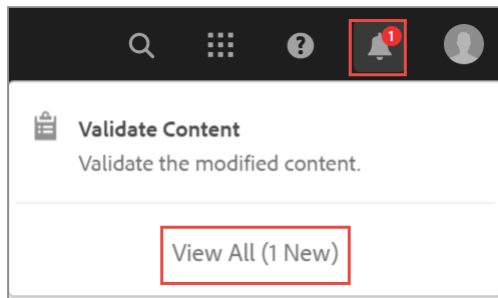 1
Validate Content
Validate the modified content.
View All (1 New)